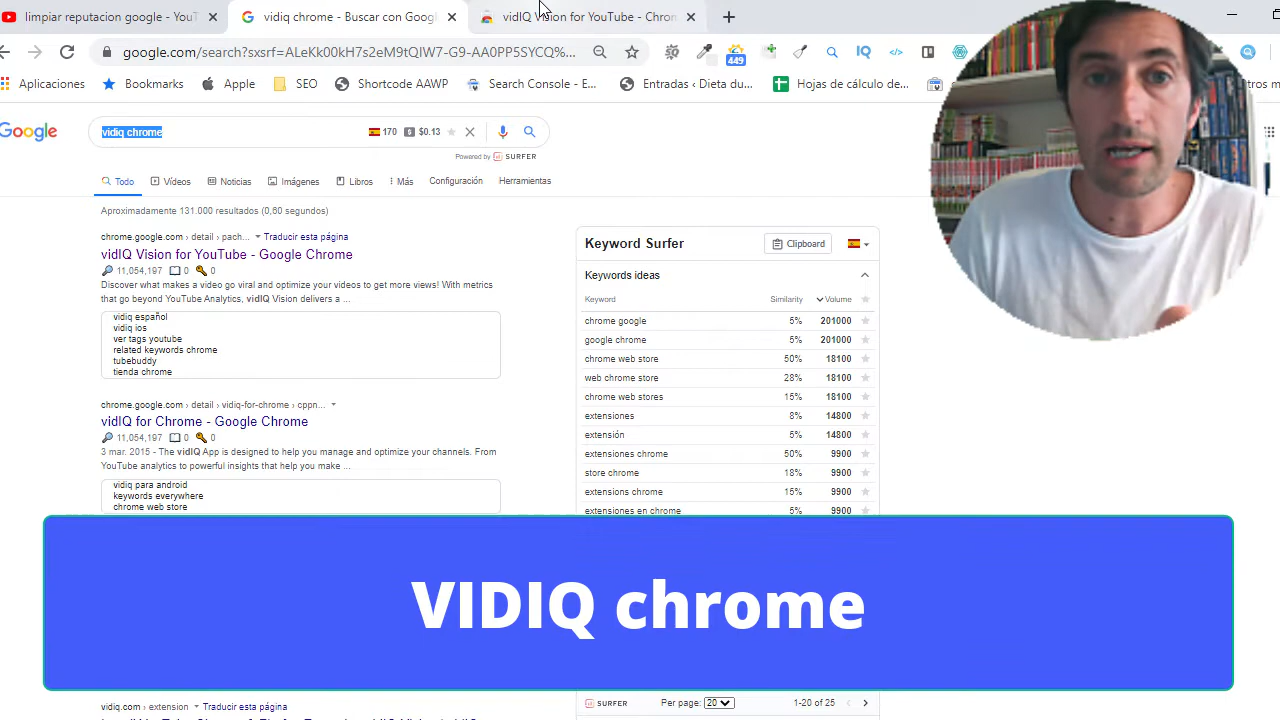 limpiar reputacion google - YouT
vidiq chrome - Buscar con Googl
vidIQ Vision for YouTube - Chrom
google.com/search?sxsrf=ALeKk00kH7s2eM9tQIW7-G9-AA0PP5SYCQ%...
449
IQ
Aplicaciones
Bookmarks
Apple
SEO
Shortcode AAWP
Search Console - E...
Entradas ‹ Dieta du...
Hojas de cálculo de...
Google
vidiq chrome
170
$0.13
Powered by SURFER
Todo
Vídeos
Noticias
Imágenes
Libros
Más
Configuración
Herramientas
Aproximadamente 131.000 resultados (0,60 segundos)
chrome.google.com › detail › pach... Traducir esta página
vidIQ Vision for YouTube - Google Chrome
11,054,197 0 0
Discover what makes a video go viral and optimize your videos to get more views! With metrics
that go beyond YouTube Analytics, vidIQ Vision delivers a ...
vidiq español
vidiq ios
ver tags youtube
related keywords chrome
tubebuddy
tienda chrome
chrome.google.com › detail › vidiq-for-chrome › cppn...
vidIQ for Chrome - Google Chrome
11,054,197 0 0
3 mar. 2015 - The vidIQ App is designed to help you manage and optimize your channels. From
YouTube analytics to powerful insights that help you make ...
vidiq para android
keywords everywhere
chrome web store
Keyword Surfer
Clipboard
Keywords ideas
Keyword Similarity Volume
chrome google 5% 201000
google chrome 5% 201000
chrome web store 50% 18100
web chrome store 28% 18100
chrome web stores 15% 18100
extensiones 8% 14800
extensión 5% 14800
extensiones chrome 50% 9900
store chrome 18% 9900
extensions chrome 15% 9900
extensiones en chrome 5% 9900
VIDIQ chrome
vidiq.com › extension Traducir esta página
SURFER
Per page: 20
1-20 of 25